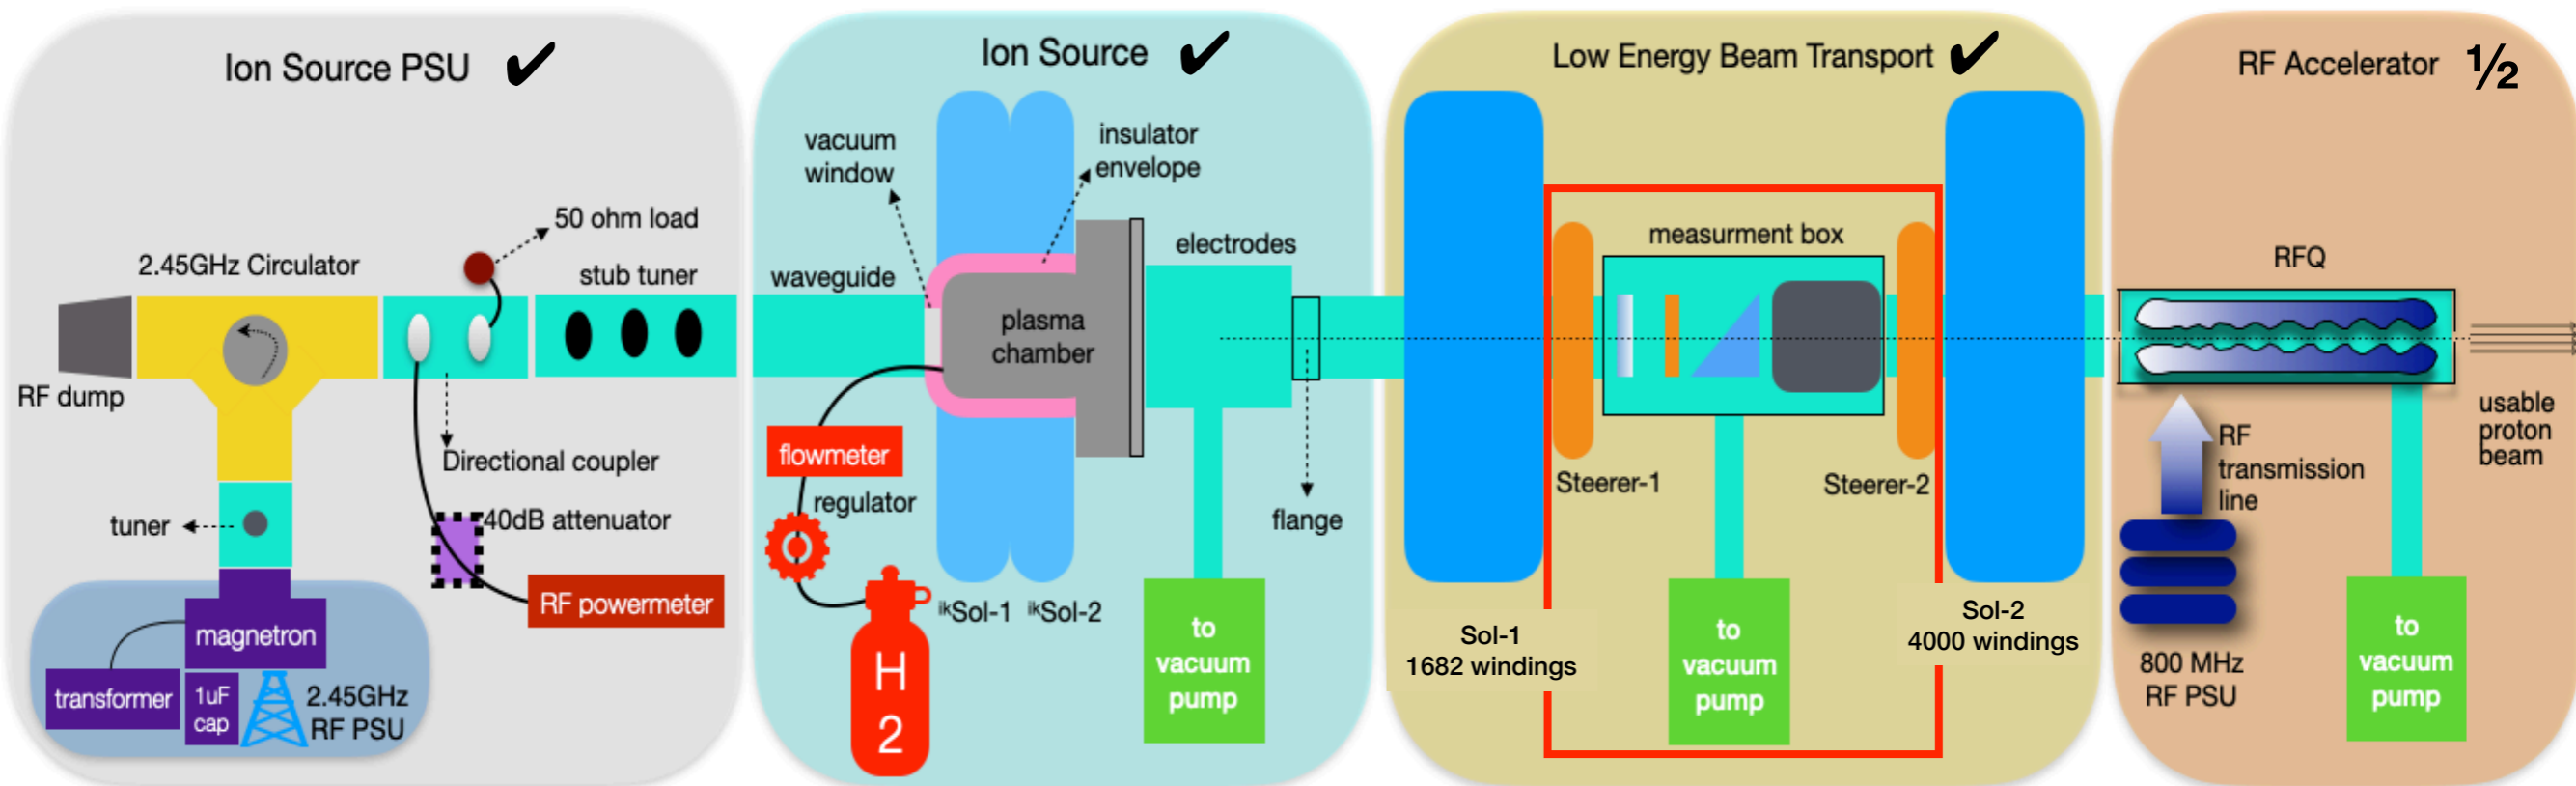 Ion Source PSU ✔
50 ohm load
2.45GHz Circulator
stub tuner
RF dump
Directional coupler
tuner
40dB attenuator
RF powermeter
magnetron
transformer
1uF
cap
2.45GHz
RF PSU
Ion Source ✔
vacuum
window
insulator
envelope
waveguide
electrodes
plasma
chamber
flowmeter
regulator
flange
ikSol-1
ikSol-2
H
2
to
vacuum
pump
Low Energy Beam Transport ✔
measurment box
Steerer-1
Steerer-2
Sol-1
1682 windings
to
vacuum
pump
Sol-2
4000 windings
RF Accelerator ½
RFQ
usable
proton
beam
RF
transmission
line
800 MHz
RF PSU
to
vacuum
pump